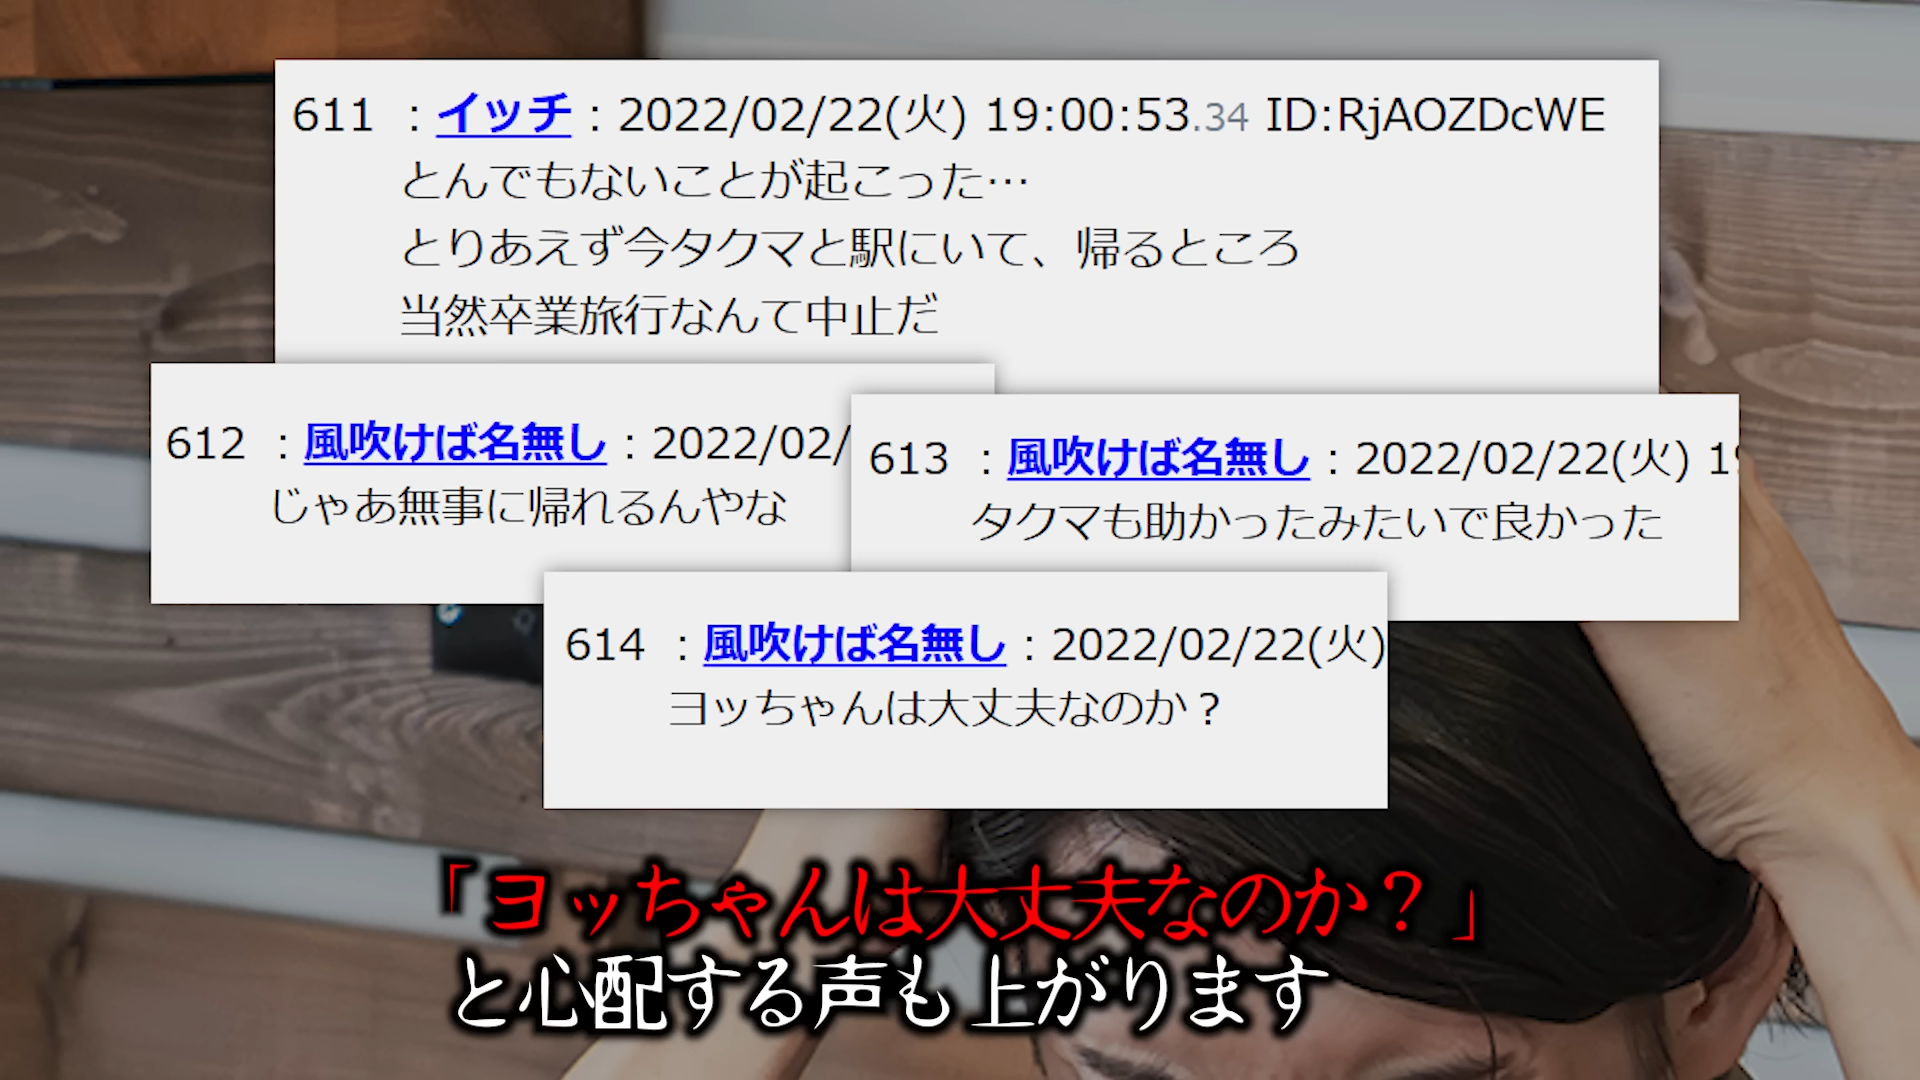 611 ：イッチ：2022/02/22(火) 19:00:53.34 ID:RjAOZDcWE
とんでもないことが起こった…
とりあえず今タクマと駅にいて、帰るところ
当然卒業旅行なんて中止だ
612 ：風吹けば名無し：2022/02/
じゃあ無事に帰れるんやな
613 ：風吹けば名無し：2022/02/22(火) 19
タクマも助かったみたいで良かった
614 ：風吹けば名無し：2022/02/22(火)
ヨッちゃんは大丈夫なのか？
「ヨッちゃんは大丈夫なのか？」
と心配する声も上がります